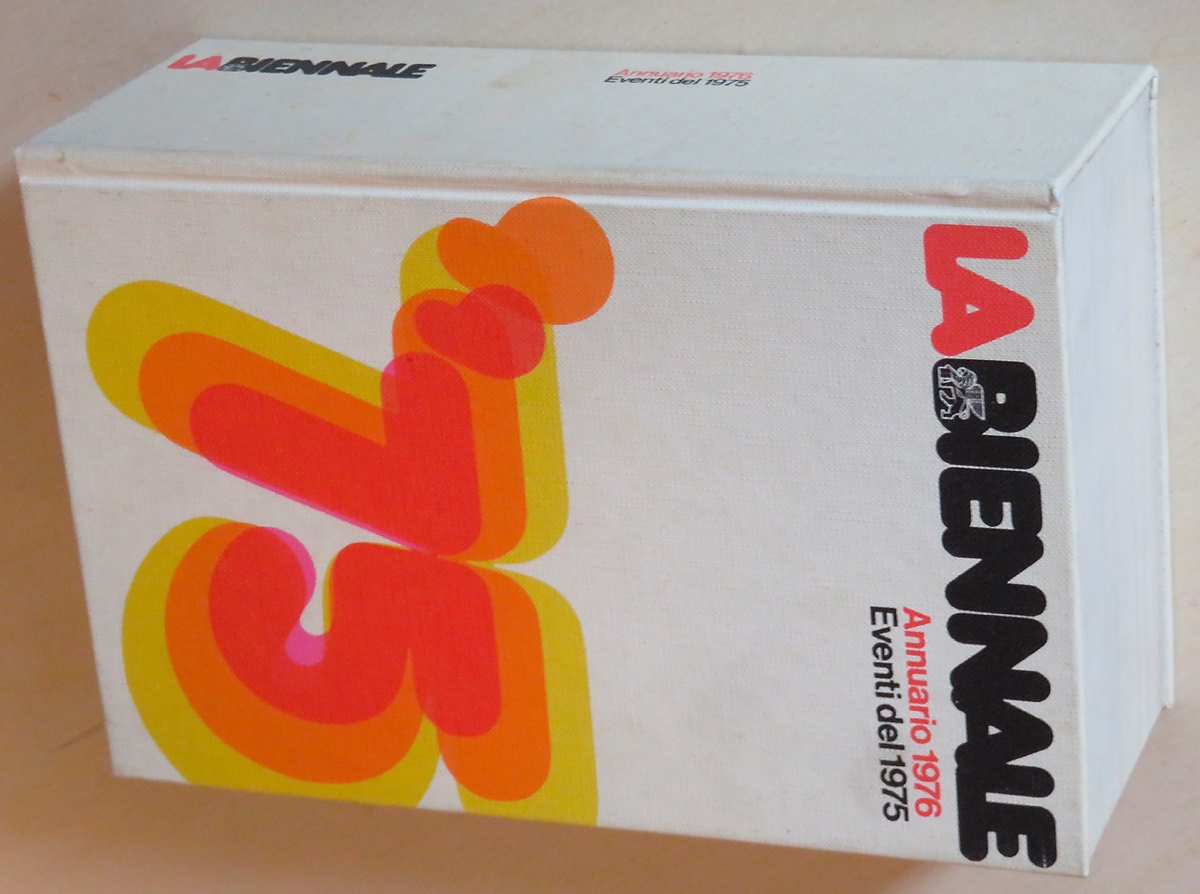 LA BIENNALE
Annuario 1976
Eventi del 1975
LA BIENNALE
Annuario 1976
Eventi del 1975
'75